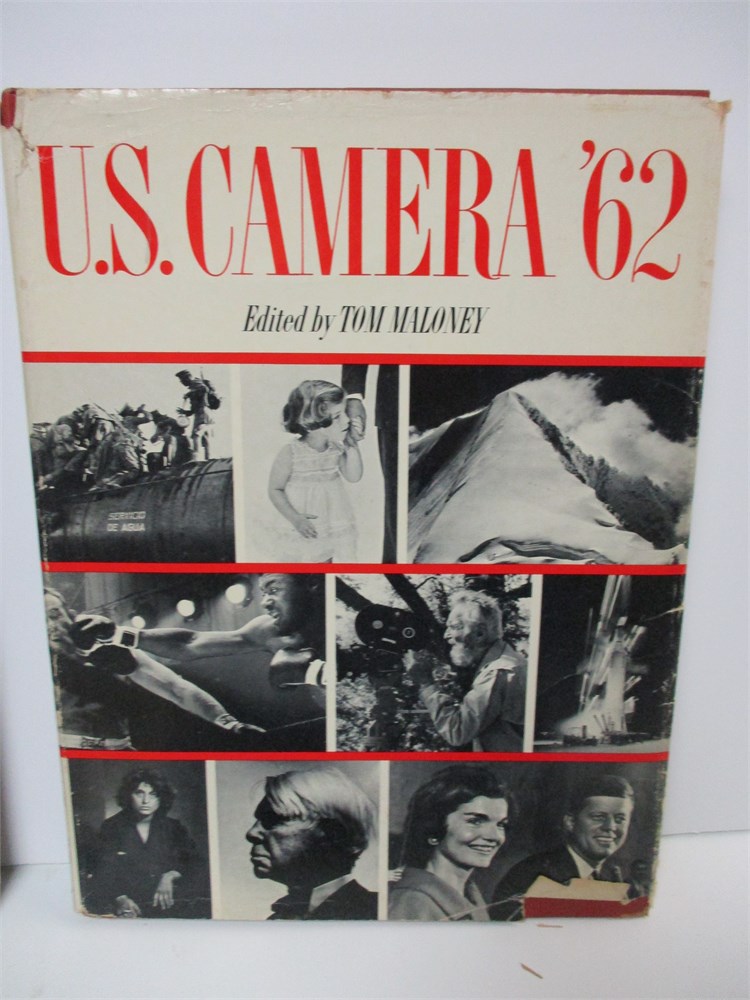 U.S. CAMERA ’62
Edited by TOM MALONEY
SERVICIO
DE AGUA